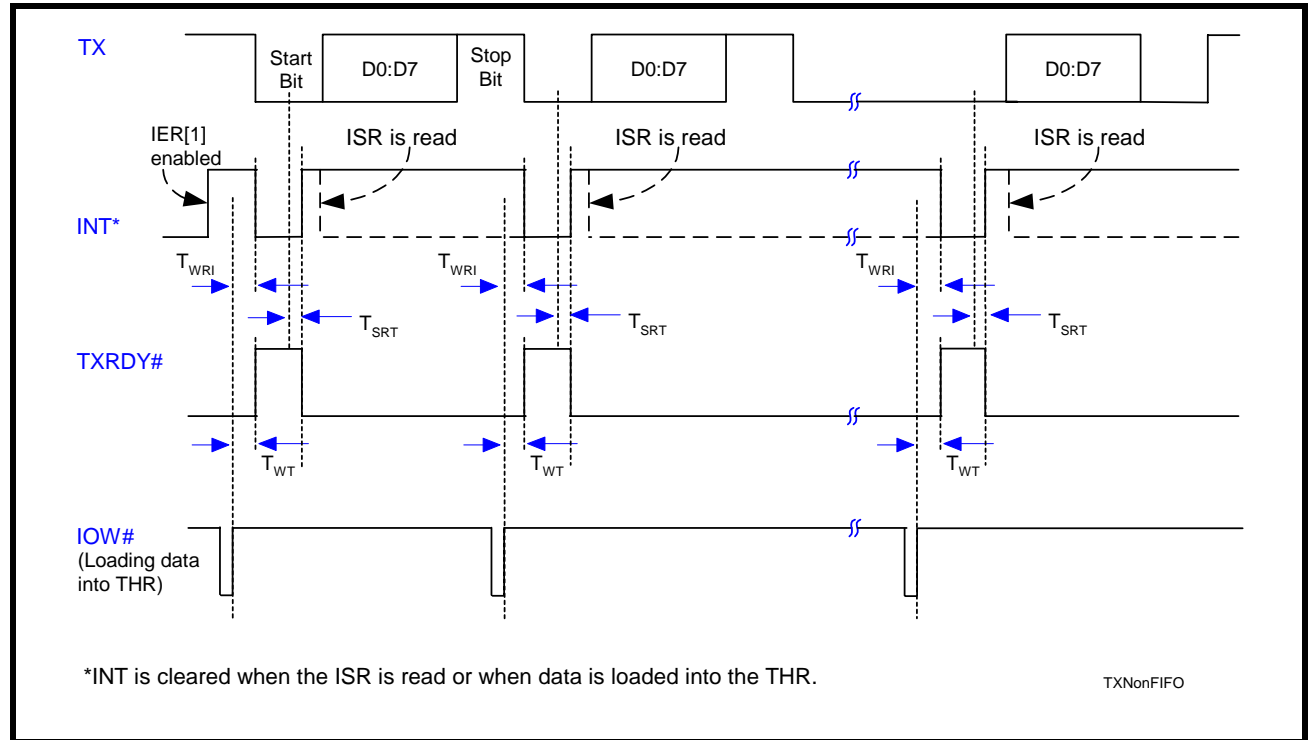 TX
Start
Bit
D0:D7
Stop
Bit
D0:D7
D0:D7
IER[1]
enabled
ISR is read
ISR is read
ISR is read
INT*
TWRI
TWRI
TWRI
TSRT
TSRT
TSRT
TXRDY#
TWT
TWT
TWT
IOW#
(Loading data
into THR)
*INT is cleared when the ISR is read or when data is loaded into the THR.
TXNonFIFO